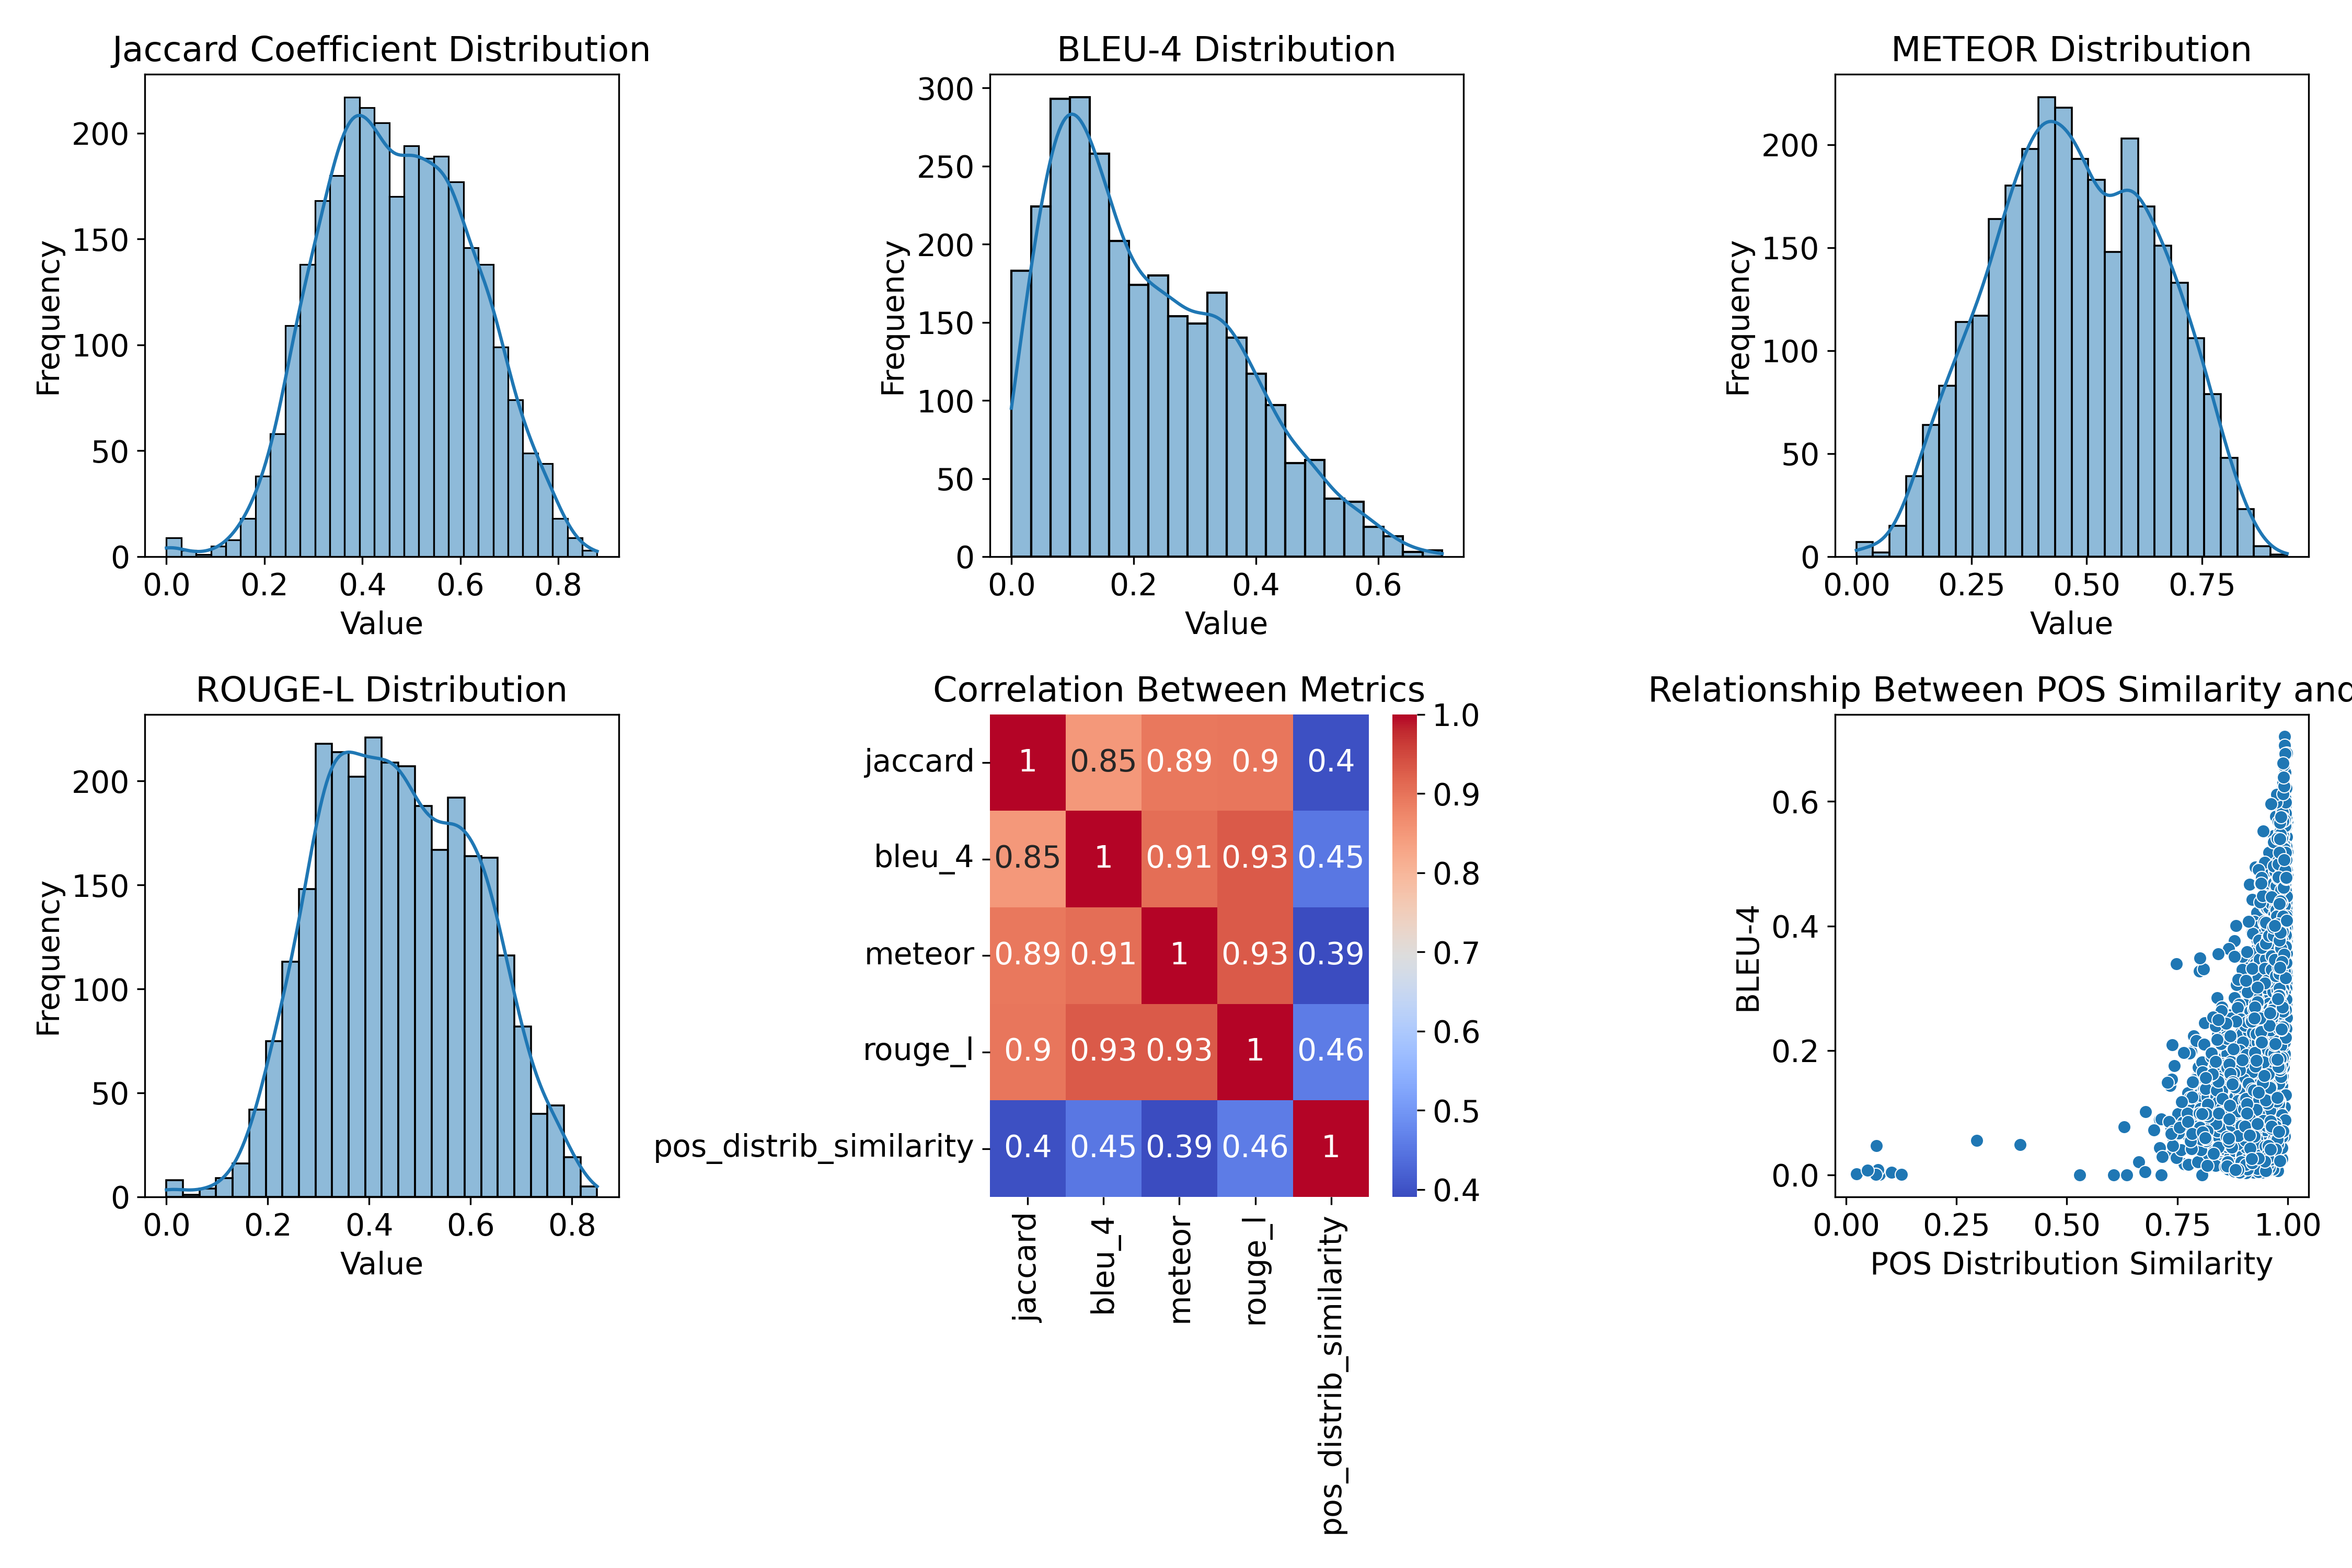 Jaccard Coefficient Distribution
Frequency
200
150
100
50
0
0.0 0.2 0.4 0.6 0.8
Value
BLEU-4 Distribution
Frequency
300
250
200
150
100
50
0
0.0 0.2 0.4 0.6
Value
METEOR Distribution
Frequency
200
150
100
50
0
0.00 0.25 0.50 0.75
Value
ROUGE-L Distribution
Frequency
200
150
100
50
0
0.0 0.2 0.4 0.6 0.8
Value
Correlation Between Metrics
jaccard 1 0.85 0.89 0.9 0.4
bleu_4 0.85 1 0.91 0.93 0.45
meteor 0.89 0.91 1 0.93 0.39
rouge_l 0.9 0.93 0.93 1 0.46
pos_distrib_similarity 0.4 0.45 0.39 0.46 1
jaccard
bleu_4
meteor
rouge_l
pos_distrib_similarity
1.0
0.9
0.8
0.7
0.6
0.5
0.4
Relationship Between POS Similarity and
BLEU-4
0.6
0.4
0.2
0.0
0.00 0.25 0.50 0.75 1.00
POS Distribution Similarity